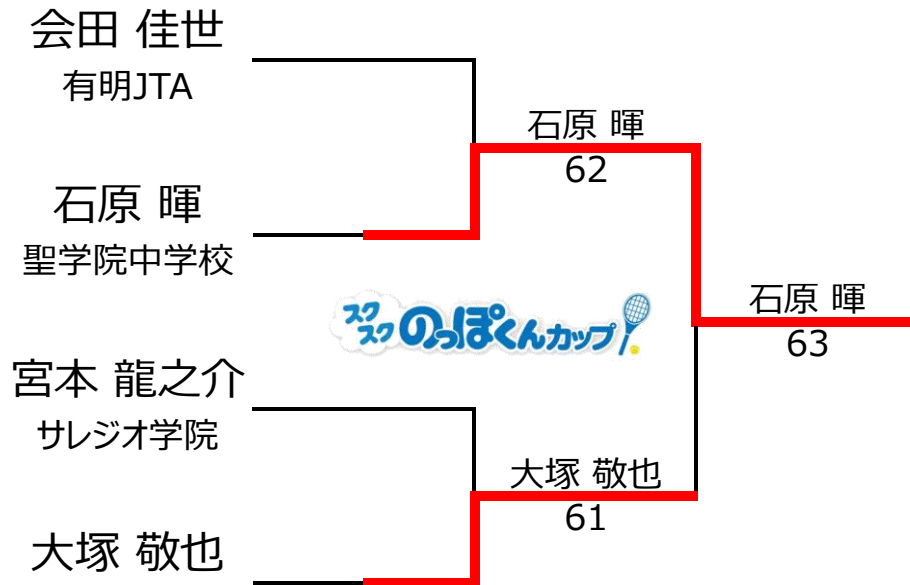 会田 佳世
有明JTA
石原 暉
62
石原 暉
聖学院中学校
スクスクのっぽくんカップ
石原 暉
63
宮本 龍之介
サレジオ学院
大塚 敬也
61
大塚 敬也